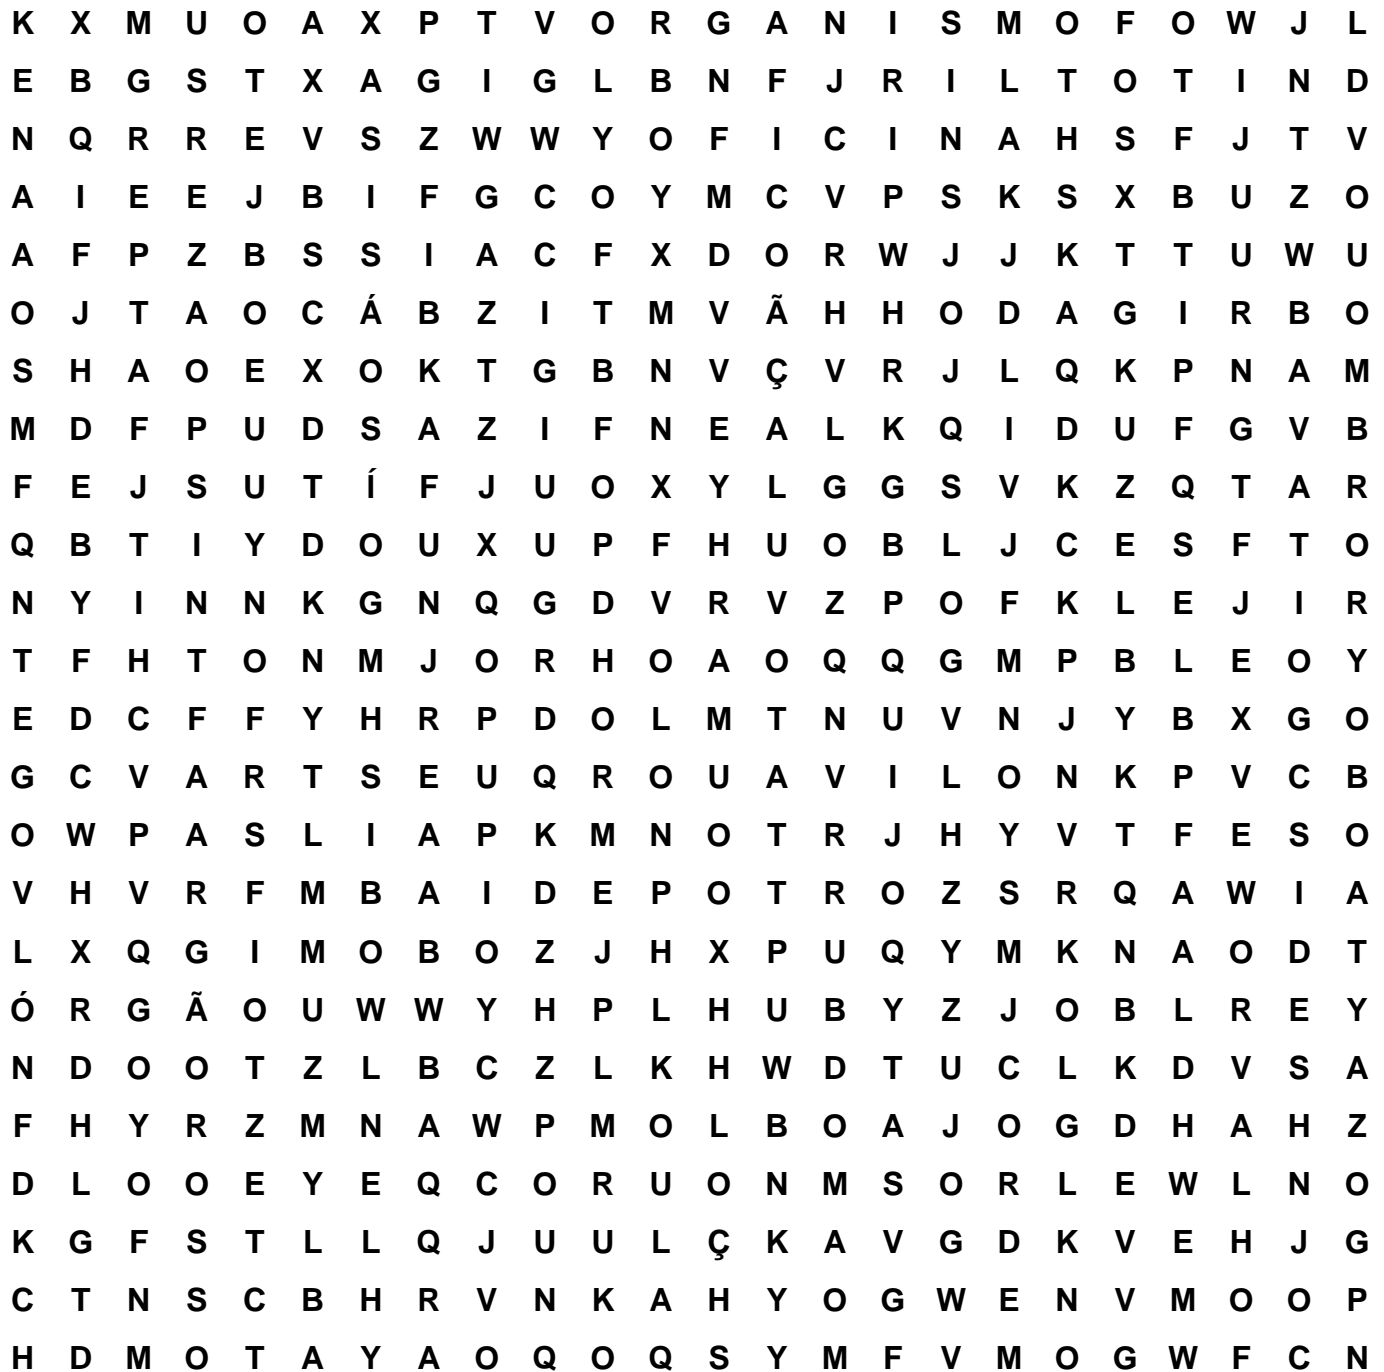 K X M U O A X P T V O R G A N I S M O F O W J L
E B G S T X A G I G L B N F J R I L T O T I N D
N Q R R E V S Z W W Y O F I C I N A H S F J T V
A I E E J B I F G C O Y M C V P S K S X B U Z O
A F P Z B S S I A C F X D O R W J J K T T U W U
O J T A O C Á B Z I T M V Ã H H O D A G I R B O
S H A O E X O K T G B N V Ç V R J L Q K P N A M
M D F P U D S A Z I F N E A L K Q I D U F G V B
F E J S U T Í F J U O X Y L G G S V K Z Q T A R
Q B T I Y D O U X U P F H U O B L J C E S F T O
N Y I N N K G N Q G D V R V Z P O F K L E J I R
T F H T O N M J O R H O A O Q Q G M P B L E O Y
E D C F F Y H R P D O L M T N U V N J Y B X G O
G C V A R T S E U Q R O U A V I L O N K P V C B
O W P A S L I A P K M N O T R J H Y V T F E S O
V H V R F M B A I D E P O T R O Z S R Q A W I A
L X Q G I M O B O Z J H X P U Q Y M K N A O D T
Ó R G Ã O U W W Y H P L H U B Y Z J O B L R E Y
N D O O T Z L B C Z L K H W D T U C L K D V S A
F H Y R Z M N A W P M O L B O A J O G D H A H Z
D L O O E Y E Q C O R U O N M S O R L E W L N O
K G F S T L L Q J U U L Ç K A V G D K V E H J G
C T N S C B H R V N K A H Y O G W E N V M O O P
H D M O T A Y A O Q O Q S Y M F V M O G W F C N